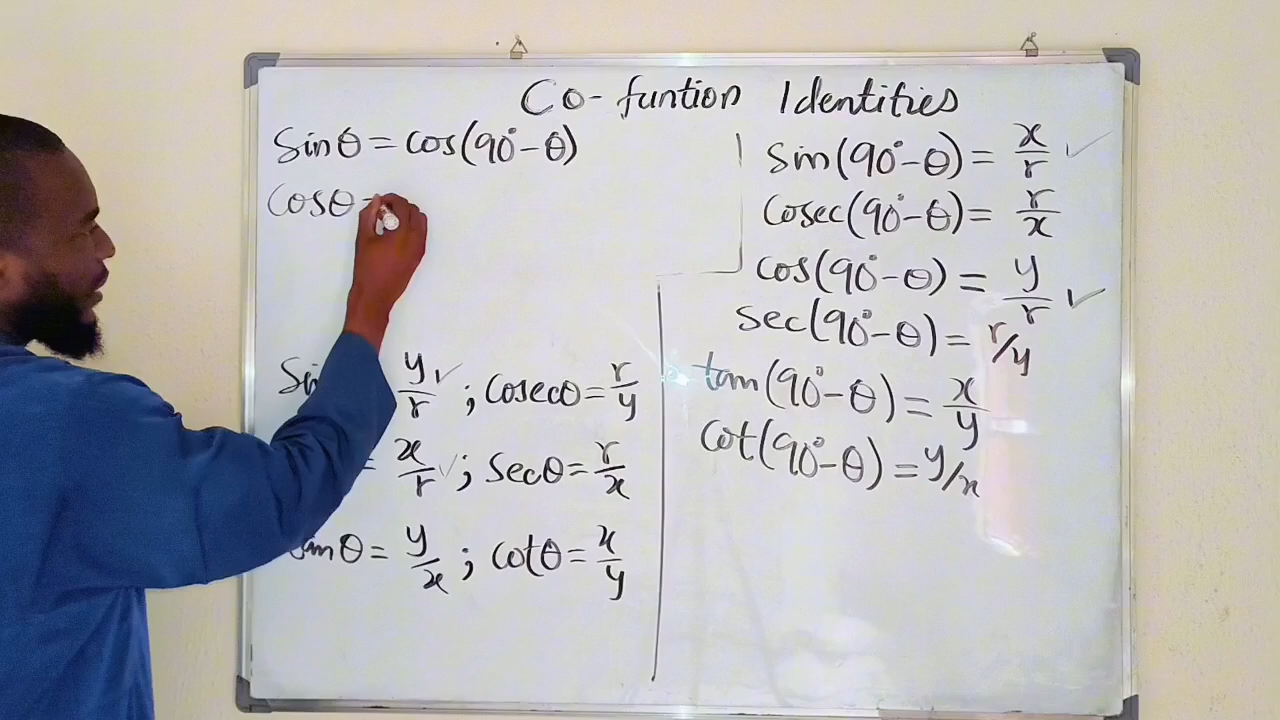 Co-funtion Identities
Sinθ = cos(90°-θ)
Cosθ =
y/r ; Cosecθ = r/y
= x/r ; Secθ = r/x
θ = y/x ; Cotθ = x/y
Sin(90°-θ) = x/r
Cosec(90°-θ) = r/x
Cos(90°-θ) = y/r
Sec(90°-θ) = r/y
tan(90°-θ) = x/y
Cot(90°-θ) = y/x